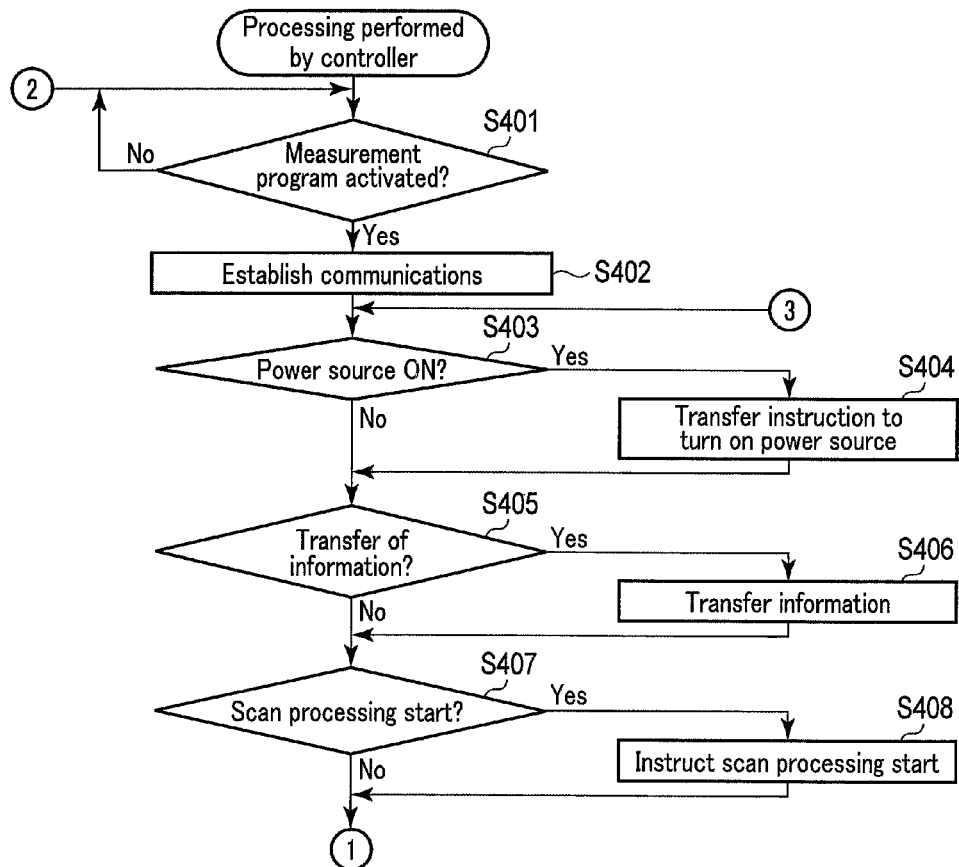 Processing performed
by controller
2
S401
No
Measurement
program activated?
Yes
Establish communications
S402
3
S403
Power source ON?
Yes
S404
No
Transfer instruction to
turn on power source
S405
Transfer of
information?
Yes
S406
No
Transfer information
S407
Scan processing start?
Yes
S408
No
Instruct scan processing start
1